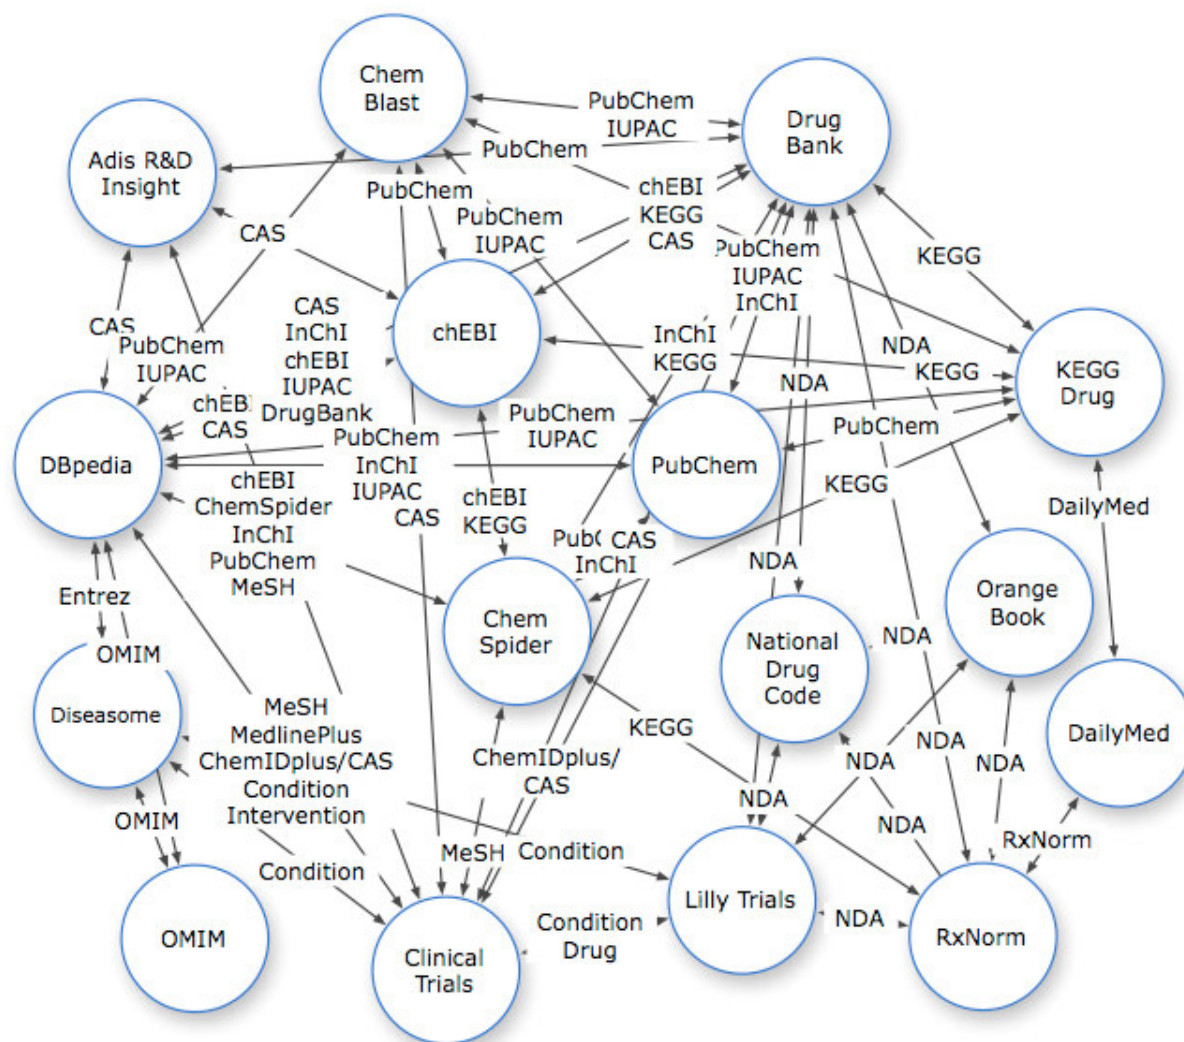 Chem
Blast
Drug
Bank
Adis R&D
Insight
PubChem
IUPAC
PubChem
PubChem
chEBI
KEGG
CAS
CAS
PubChem
IUPAC
PubChem
IUPAC
InChI
KEGG
chEBI
CAS
InChI
chEBI
IUPAC
DrugBank
CAS
PubChem
IUPAC
InChI
KEGG
NDA
KEGG
KEGG
Drug
NDA
chEBI
CAS
PubChem
IUPAC
PubChem
DBpedia
PubChem
InChI
IUPAC
CAS
PubChem
KEGG
chEBI
ChemSpider
InChI
PubChem
MeSH
chEBI
KEGG
DailyMed
CAS
InChI
NDA
Entrez
OMIM
Chem
Spider
National
Drug
Code
NDA
Orange
Book
Diseasome
MeSH
MedlinePlus
ChemIDplus/CAS
Condition
Intervention
KEGG
NDA
DailyMed
ChemIDplus/
CAS
NDA
NDA
NDA
NDA
OMIM
RxNorm
MeSH
Condition
Condition
Lilly Trials
OMIM
Condition
Drug
NDA
RxNorm
Clinical
Trials